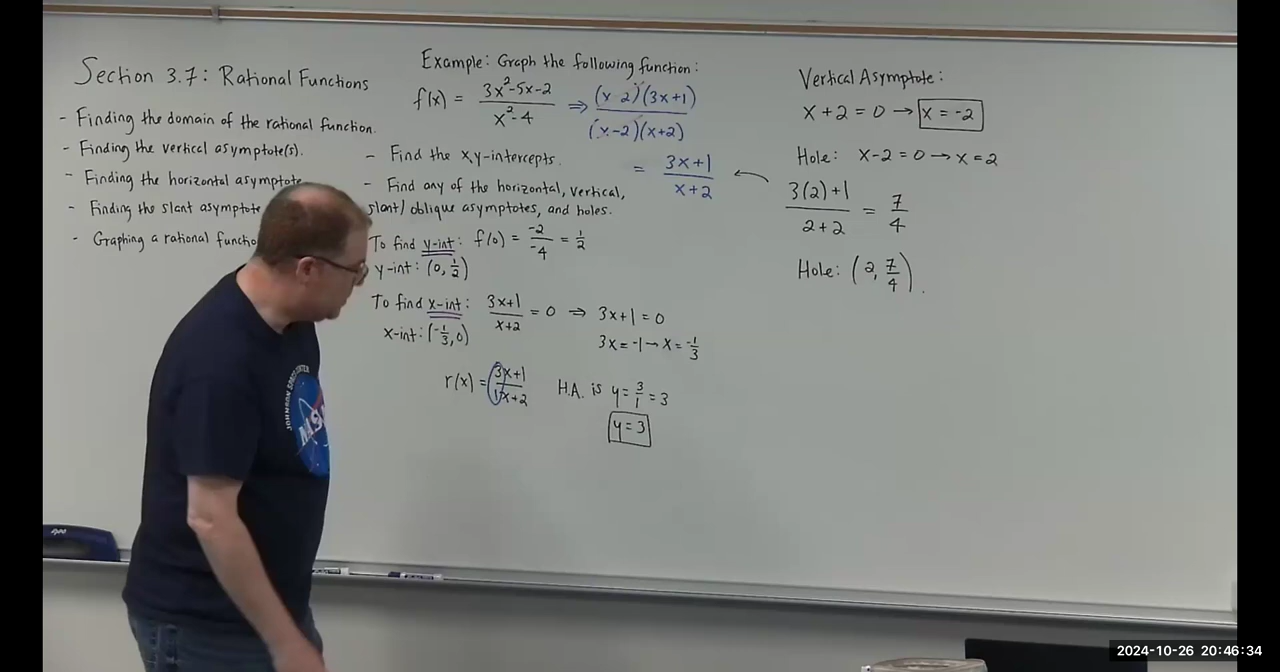 Section 3.7: Rational Functions
- Finding the domain of the rational function.
- Finding the vertical asymptote(s).
- Finding the horizontal asymptote
- Finding the slant asymptote
- Graphing a rational
Example: Graph the following function:
f(x) = (3x²-5x-2)/(x²-4) ⇒ (x-2)(3x+1)/(x-2)(x+2)
= (3x+1)/(x+2)
- Find the x,y-intercepts.
- Find any of the horizontal, vertical,
slant/oblique asymptotes, and holes.
To find y-int: f(0) = -2/-4 = 1/2
y-int: (0, 1/2)
To find x-int: (3x+1)/(x+2) = 0 ⇒ 3x+1=0
x-int: (-1/3, 0) 3x=-1 → x=-1/3
r(x) = (3x+1)/(1x+2) H.A. is y=3/1=3
y=3
Vertical Asymptote:
x+2=0 → x=-2
Hole: x-2=0 → x=2
(3(2)+1)/(2+2) = 7/4
Hole: (2, 7/4).
JOHNSON SPACE CENTER
NASA
expo
2024-10-26 20:46:34